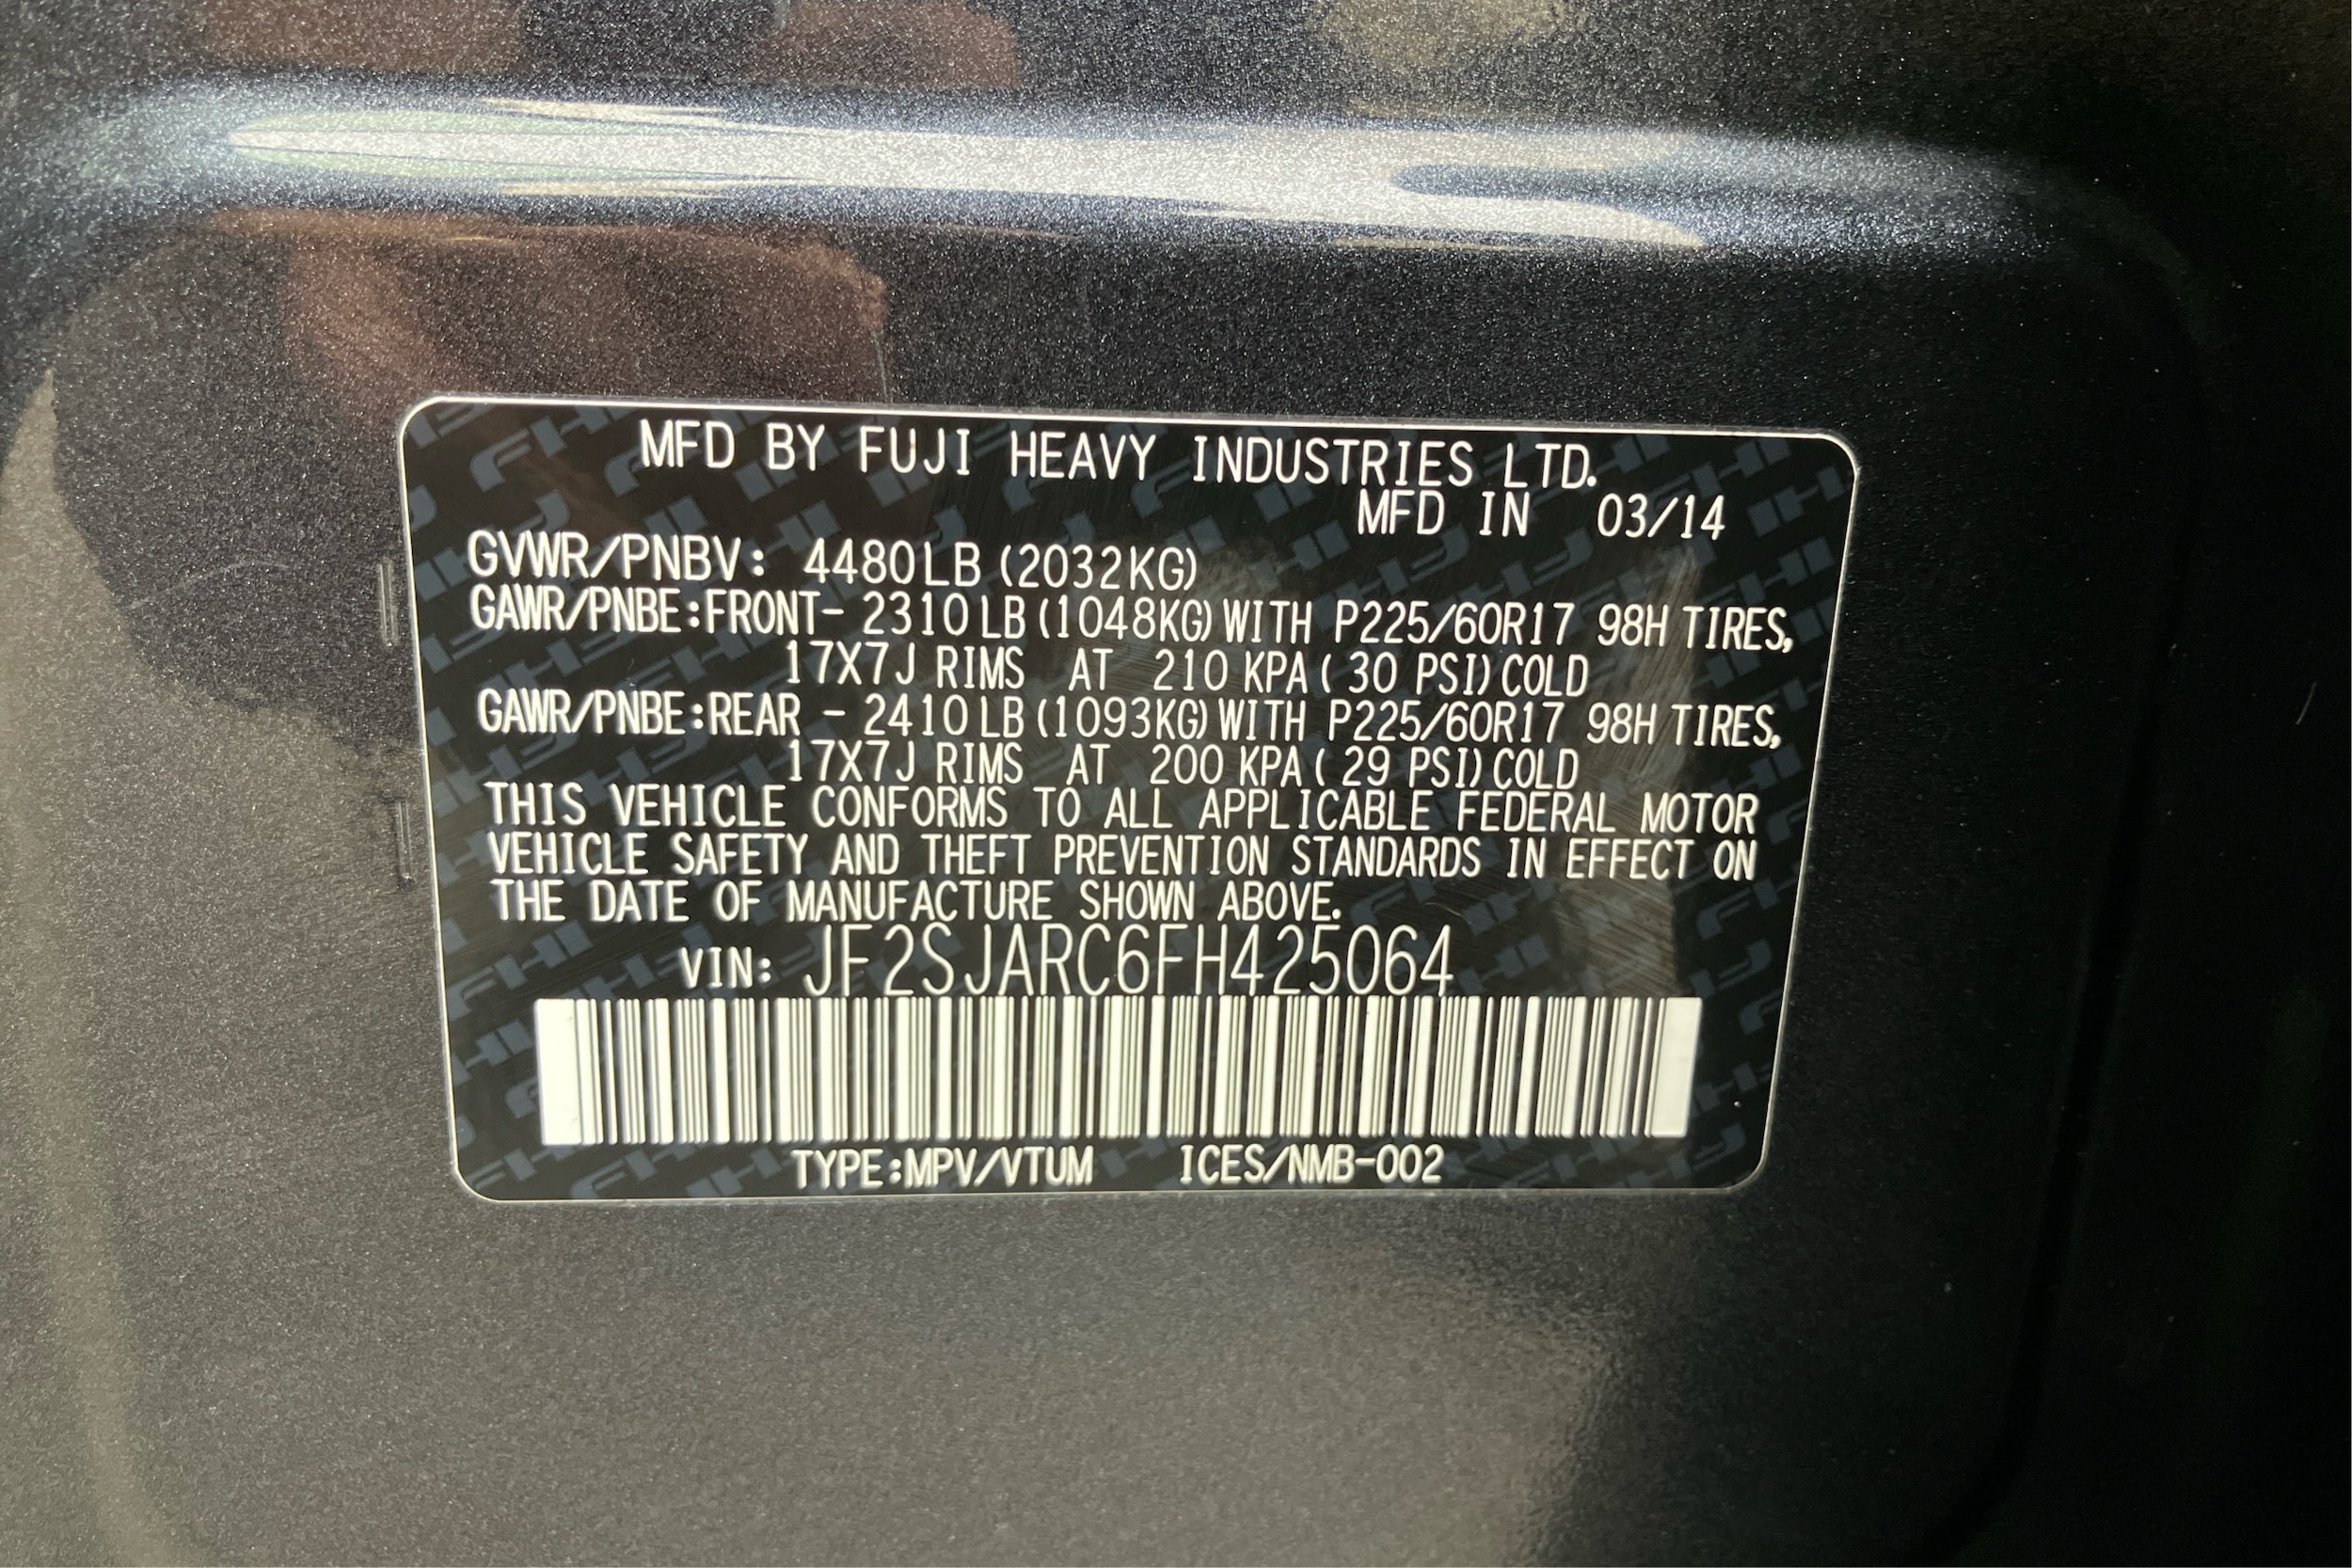 MFD BY FUJI HEAVY INDUSTRIES LTD.
MFD IN 03/14
GVWR/PNBV: 4480LB (2032KG)
GAWR/PNBE:FRONT- 2310LB (1048KG) WITH P225/60R17 98H TIRES,
17X7J RIMS AT 210 KPA( 30 PSI) COLD
GAWR/PNBE:REAR - 2410LB (1093KG) WITH P225/60R17 98H TIRES,
17X7J RIMS AT 200 KPA( 29 PSI) COLD
THIS VEHICLE CONFORMS TO ALL APPLICABLE FEDERAL MOTOR
VEHICLE SAFETY AND THEFT PREVENTION STANDARDS IN EFFECT ON
THE DATE OF MANUFACTURE SHOWN ABOVE.
VIN: JF2SJARC6FH425064
TYPE:MPV/VTUM ICES/NMB-002